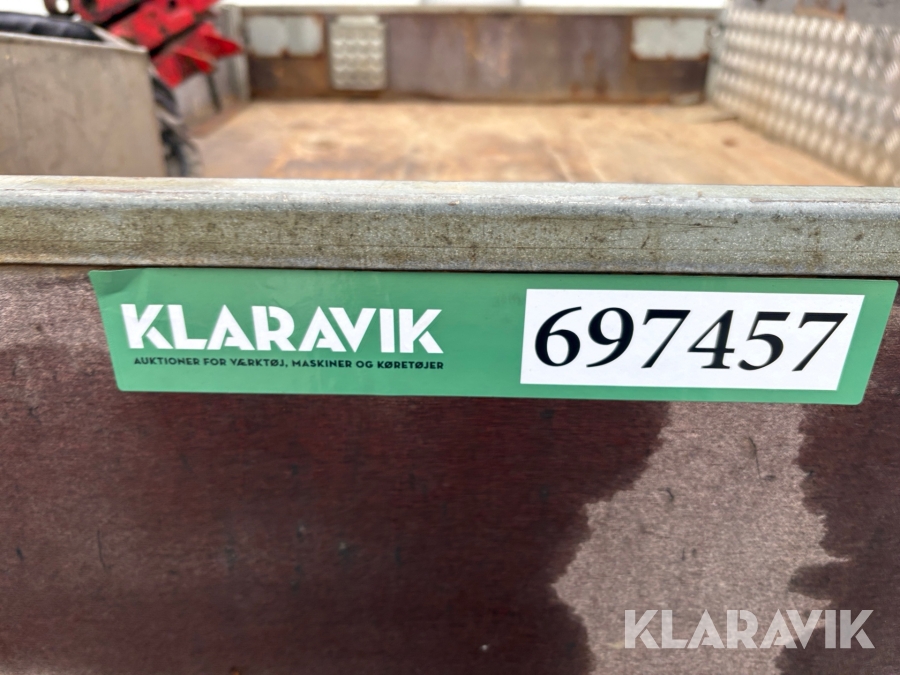 KLARAVIK
AUKTIONER FOR VÆRKTØJ, MASKINER OG KØRETØJER
697457
KLARAVIK